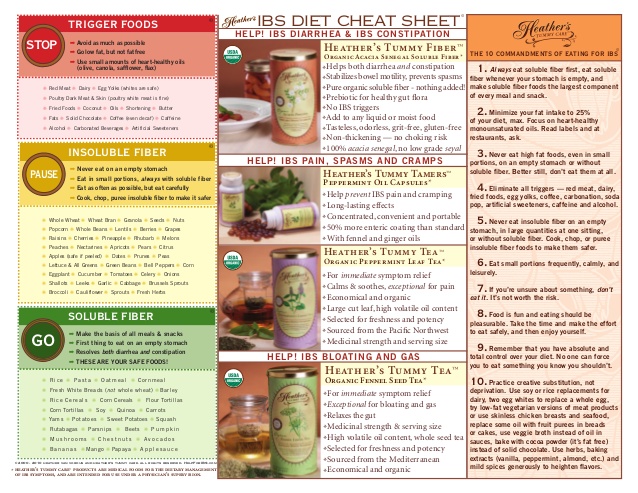 TRIGGER FOODS
STOP
Avoid as much as possible
Go low fat, but not fat free
Use small amounts of heart-healthy oils
(olive, canola, safflower, flax)
Red Meat Dairy Egg Yolks (whites are safe)
Poultry Dark Meat & Skin (poultry white meat is fine)
Fried Foods Coconut Oils Shortening Butter
Fats Solid Chocolate Coffee (even decaf) Caffeine
Alcohol Carbonated Beverages Artificial Sweeteners
INSOLUBLE FIBER
PAUSE
Never eat on an empty stomach
Eat in small portions, always with soluble fiber
Eat as often as possible, but eat carefully
Cook, chop, puree insoluble fiber to make it safer
Whole Wheat Wheat Bran Granola Seeds Nuts
Popcorn Whole Beans Lentils Berries Grapes
Raisins Cherries Pineapple Rhubarb Melons
Peaches Nectarines Apricots Pears Citrus
Apples (safe if peeled) Dates Prunes Peas
Lettuce & All Greens Green Beans Bell Peppers Corn
Eggplant Cucumber Tomatoes Celery Onions
Shallots Leeks Garlic Cabbage Brussels Sprouts
Broccoli Cauliflower Sprouts Fresh Herbs
SOLUBLE FIBER
GO
Make the basis of all meals & snacks
First thing to eat on an empty stomach
Resolves both diarrhea and constipation
THESE ARE YOUR SAFE FOODS!
Rice Pasta Oatmeal Cornmeal
Fresh White Breads (not whole wheat) Barley
Rice Cereals Corn Cereals Flour Tortillas
Corn Tortillas Soy Quinoa Carrots
Yams Potatoes Sweet Potatoes Squash
Rutabagas Parsnips Beets Pumpkin
Mushrooms Chestnuts Avocados
Bananas Mango Papaya Applesauce
HEATHER'S TUMMY CARE® PRODUCTS ARE MEDICAL FOODS FOR THE DIETARY MANAGEMENT
OF IBS SYMPTOMS, AND ARE INTENDED FOR USE UNDER A PHYSICIAN'S SUPERVISION.
Heather's IBS DIET CHEAT SHEET®
HELP! IBS DIARRHEA & IBS CONSTIPATION
USDA ORGANIC
HEATHER'S TUMMY FIBER™
ORGANIC ACACIA SENEGAL SOLUBLE FIBER*
•Helps both diarrhea and constipation
•Stabilizes bowel motility, prevents spasms
•Pure organic soluble fiber - nothing added!
•Prebiotic for healthy gut flora
•No IBS triggers
•Add to any liquid or moist food
•Tasteless, odorless, grit-free, gluten-free
•Non-thickening — no choking risk
•100% acacia senegal, no low grade seyal
HELP! IBS PAIN, SPASMS AND CRAMPS
HEATHER'S TUMMY TAMERS™
PEPPERMINT OIL CAPSULES*
•Help prevent IBS pain and cramping
•Long-lasting effects
•Concentrated, convenient and portable
•50% more enteric coating than standard
•With fennel and ginger oils
USDA ORGANIC
HEATHER'S TUMMY TEA™
ORGANIC PEPPERMINT LEAF TEA*
•For immediate symptom relief
•Calms & soothes, exceptional for pain
•Economical and organic
•Large cut leaf, high volatile oil content
•Selected for freshness and potency
•Sourced from the Pacific Northwest
•Medicinal strength and serving size
HELP! IBS BLOATING AND GAS
USDA ORGANIC
HEATHER'S TUMMY TEA™
ORGANIC FENNEL SEED TEA*
•For immediate symptom relief
•Exceptional for bloating and gas
•Relaxes the gut
•Medicinal strength & serving size
•High volatile oil content, whole seed tea
•Selected for freshness and potency
•Sourced from the Mediterranean
•Economical and organic
Heather's
TUMMY CARE®
THE 10 COMMANDMENTS OF EATING FOR IBS®
1. Always eat soluble fiber first, eat soluble
fiber whenever your stomach is empty, and
make soluble fiber foods the largest component
of every meal and snack.
2. Minimize your fat intake to 25%
of your diet, max. Focus on heart-healthy
monounsaturated oils. Read labels and at
restaurants, ask.
3. Never eat high fat foods, even in small
portions, on an empty stomach or without
soluble fiber. Better still, don't eat them at all.
4. Eliminate all triggers — red meat, dairy,
fried foods, egg yolks, coffee, carbonation, soda
pop, artificial sweeteners, caffeine and alcohol.
5. Never eat insoluble fiber on an empty
stomach, in large quantities at one sitting,
or without soluble fiber. Cook, chop, or puree
insoluble fiber foods to make them safer.
6. Eat small portions frequently, calmly, and
leisurely.
7. If you're unsure about something, don't
eat it. It's not worth the risk.
8. Food is fun and eating should be
pleasurable. Take the time and make the effort
to eat safely, and then enjoy yourself.
9. Remember that you have absolute and
total control over your diet. No one can force
you to eat something you know you shouldn't.
10. Practice creative substitution, not
deprivation. Use soy or rice replacements for
dairy, two egg whites to replace a whole egg,
try low-fat vegetarian versions of meat products
or use skinless chicken breasts and seafood,
replace some oil with fruit purees in breads
or cakes, use veggie broth instead of oil in
sauces, bake with cocoa powder (it's fat free)
instead of solid chocolate. Use herbs, baking
extracts (vanilla, peppermint, almond, etc.) and
mild spices generously to heighten flavors.